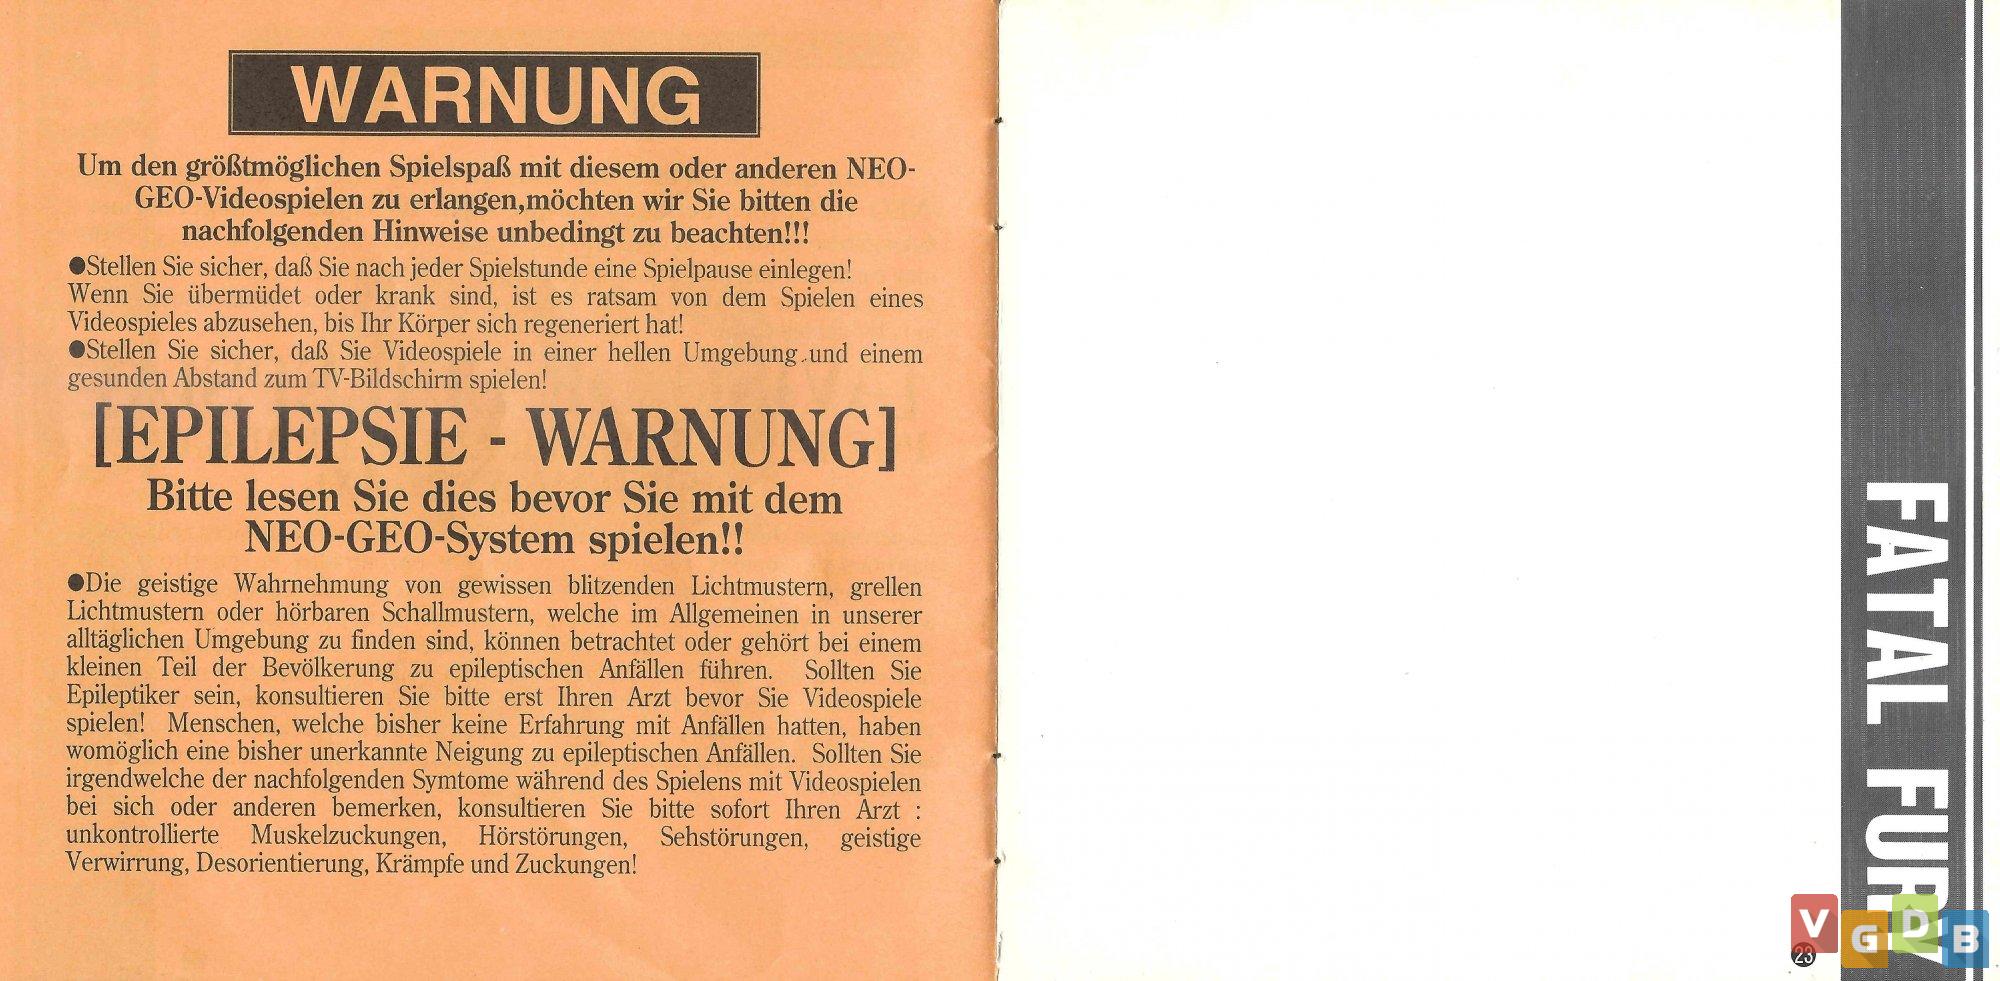 WARNUNG
Um den größtmöglichen Spielspaß mit diesem oder anderen NEO-
GEO-Videospielen zu erlangen,möchten wir Sie bitten die
nachfolgenden Hinweise unbedingt zu beachten!!!
●Stellen Sie sicher, daß Sie nach jeder Spielstunde eine Spielpause einlegen!
Wenn Sie übermüdet oder krank sind, ist es ratsam von dem Spielen eines
Videospieles abzusehen, bis Ihr Körper sich regeneriert hat!
●Stellen Sie sicher, daß Sie Videospiele in einer hellen Umgebung und einem
gesunden Abstand zum TV-Bildschirm spielen!
[EPILEPSIE - WARNUNG]
Bitte lesen Sie dies bevor Sie mit dem
NEO-GEO-System spielen!!
●Die geistige Wahrnehmung von gewissen blitzenden Lichtmustern, grellen
Lichtmustern oder hörbaren Schallmustern, welche im Allgemeinen in unserer
alltäglichen Umgebung zu finden sind, können betrachtet oder gehört bei einem
kleinen Teil der Bevölkerung zu epileptischen Anfällen führen. Sollten Sie
Epileptiker sein, konsultieren Sie bitte erst Ihren Arzt bevor Sie Videospiele
spielen! Menschen, welche bisher keine Erfahrung mit Anfällen hatten, haben
womöglich eine bisher unerkannte Neigung zu epileptischen Anfällen. Sollten Sie
irgendwelche der nachfolgenden Symtome während des Spielens mit Videospielen
bei sich oder anderen bemerken, konsultieren Sie bitte sofort Ihren Arzt :
unkontrollierte Muskelzuckungen, Hörstörungen, Sehstörungen, geistige
Verwirrung, Desorientierung, Krämpfe und Zuckungen!
FATAL FURY
23
VGDB